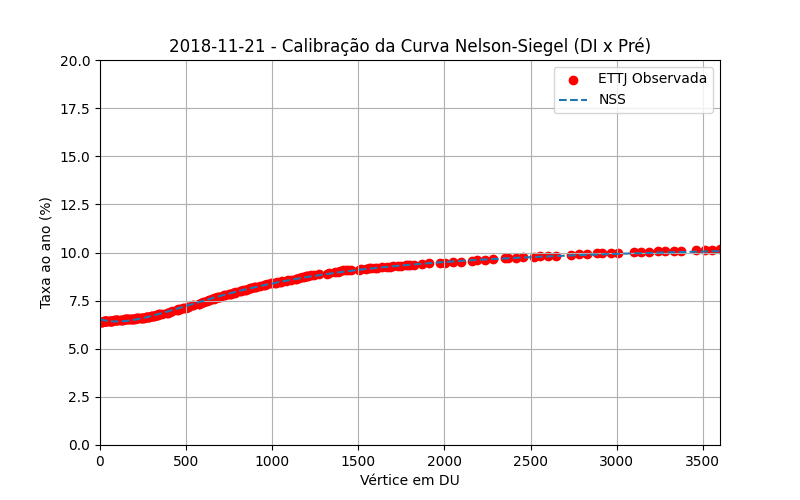 2018-11-21 - Calibração da Curva Nelson-Siegel (DI x Pré)
ETTJ Observada
NSS
Taxa ao ano (%)
20.0
17.5
15.0
12.5
10.0
7.5
5.0
2.5
0.0
0 500 1000 1500 2000 2500 3000 3500
Vértice em DU